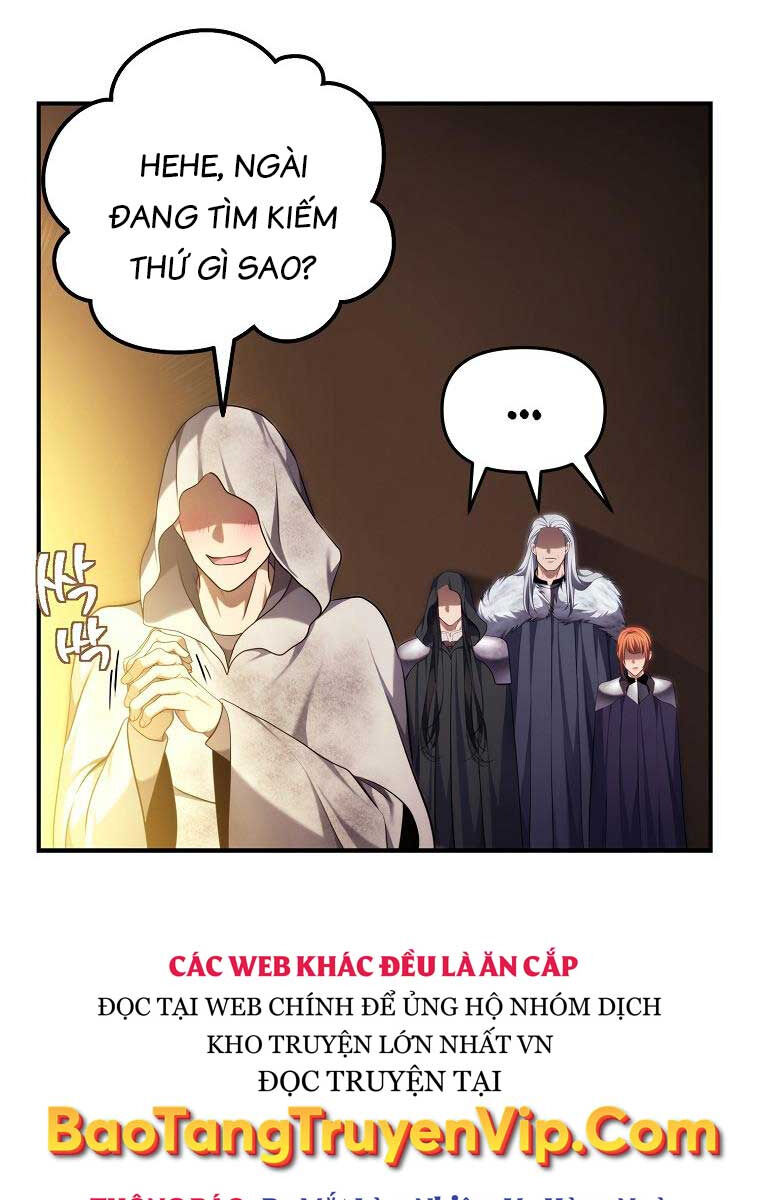 HEHE, NGÀI
ĐANG TÌM KIẾM
THỨ GÌ SAO?
...
싹
싹
CÁC WEB KHÁC ĐỀU LÀ ĂN CẮP
ĐỌC TẠI WEB CHÍNH ĐỂ ỦNG HỘ NHÓM DỊCH
KHO TRUYỆN LỚN NHẤT VN
ĐỌC TRUYỆN TẠI
BaoTangTruyenVip.Com